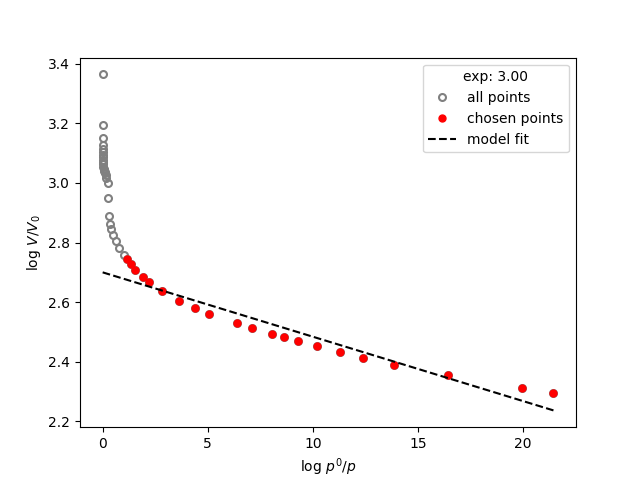 exp: 3.00
all points
chosen points
model fit
3.4
3.2
3.0
2.8
2.6
2.4
2.2
log V/V₀
0 5 10 15 20
log p⁰/p